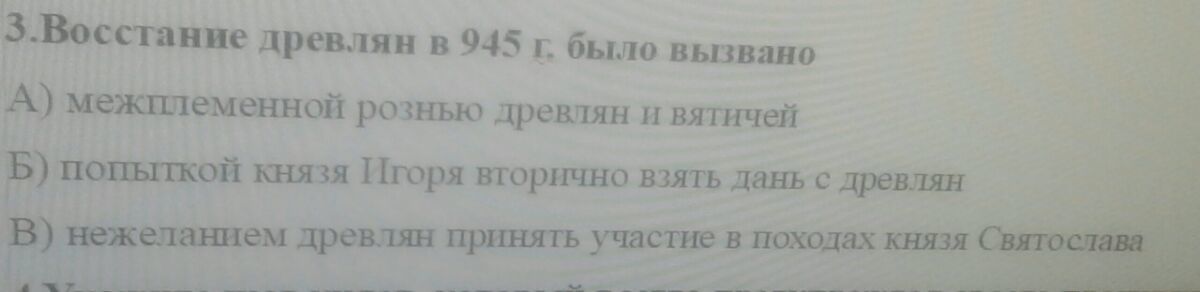 3.Восстание древлян в 945 г. было вызвано
А) межплеменной рознью древлян и вятичей
Б) попыткой князя Игоря вторично взять дань с древлян
В) нежеланием древлян принять участие в походах князя Святослава